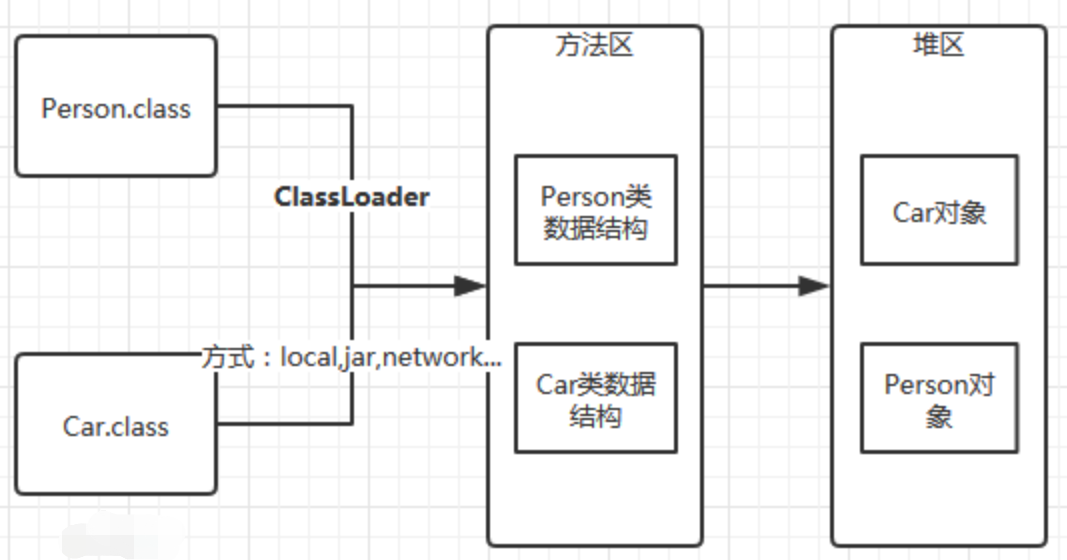 Person.class
ClassLoader
方式：local,jar,network...
Car.class
方法区
Person类
数据结构
Car类数据
结构
堆区
Car对象
Person对
象